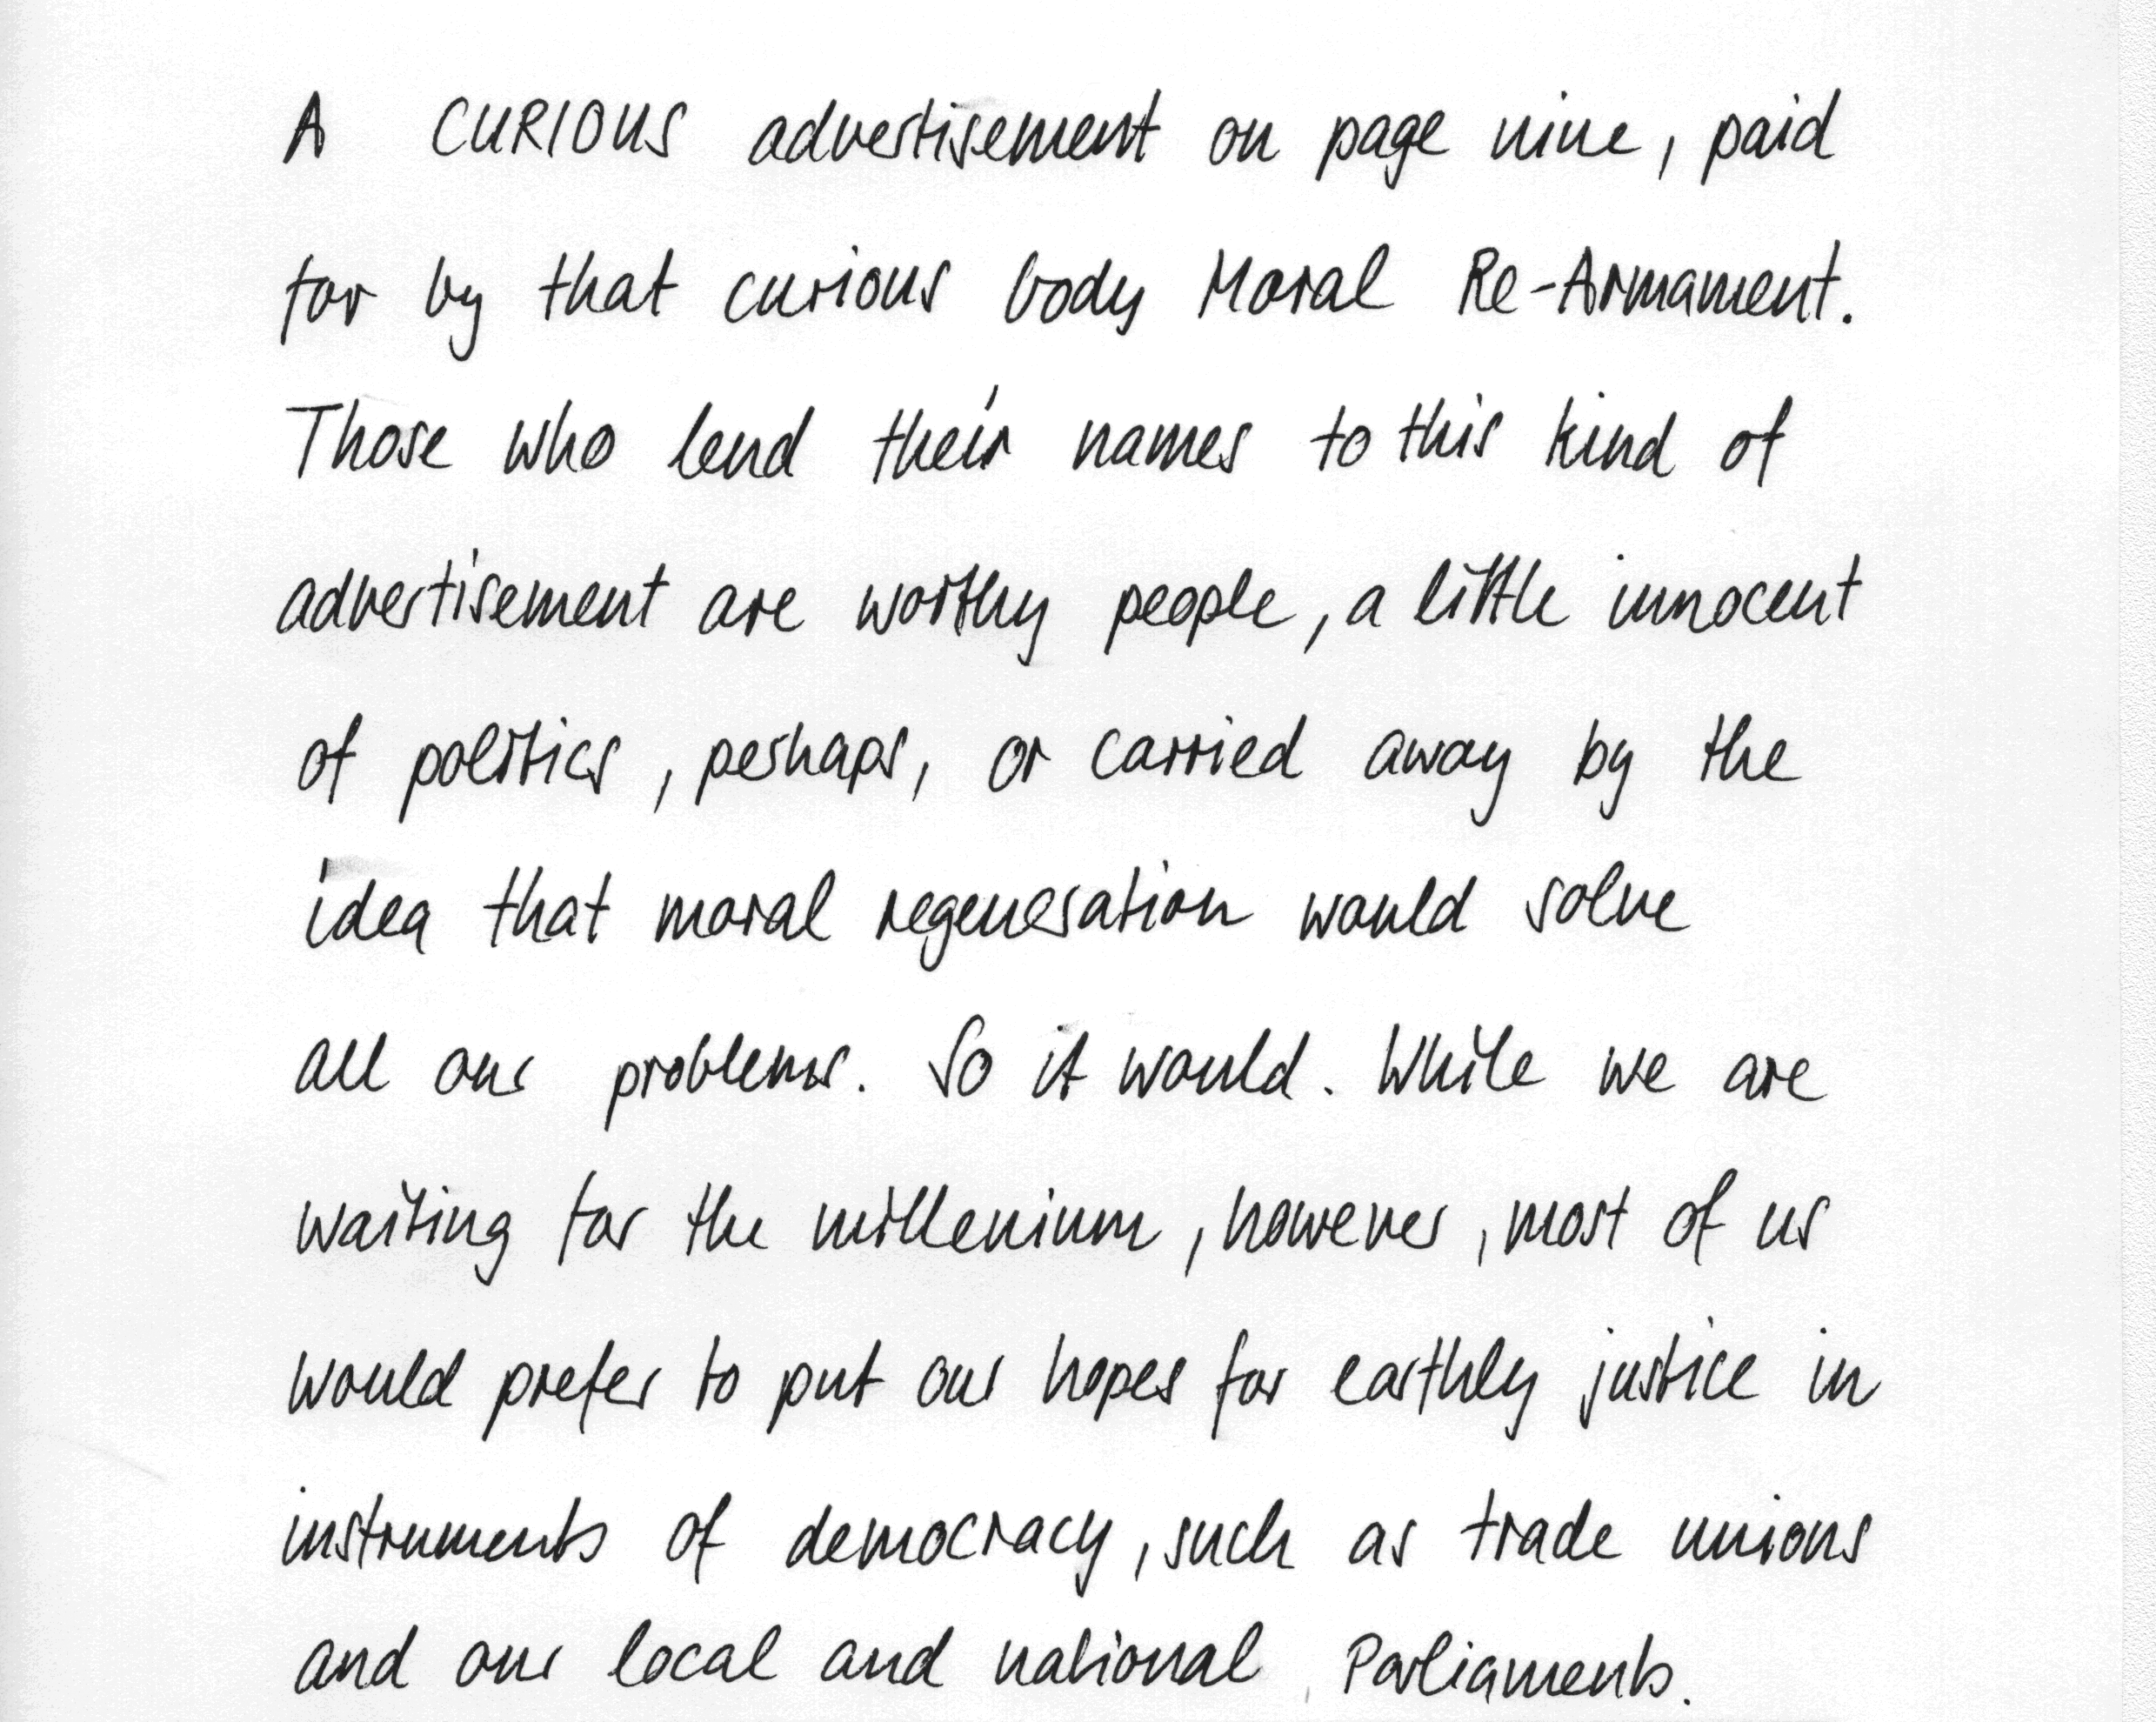 A CURIOUS advertisement on page nine, paid
for by that curious body Moral Re-Armament.
Those who lend their names to this kind of
advertisement are worthy people, a little innocent
of politics, perhaps, or carried away by the
idea that moral regeneration would solve
all our problems. So it would. While we are
waiting for the millenium, however, most of us
would prefer to put our hopes for earthly justice in
instruments of democracy, such as trade unions
and our local and national Parliaments.